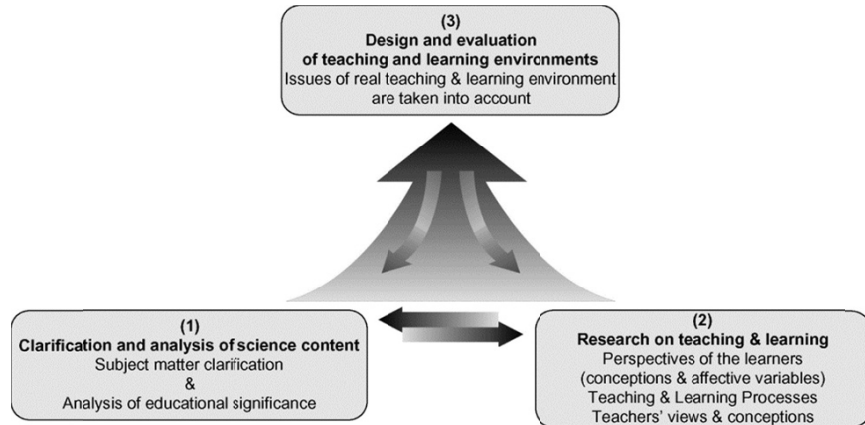 (3)
Design and evaluation
of teaching and learning environments
Issues of real teaching & learning environment
are taken into account
(1)
Clarification and analysis of science content
Subject matter clarification
&
Analysis of educational significance
(2)
Research on teaching & learning
Perspectives of the learners
(conceptions & affective variables)
Teaching & Learning Processes
Teachers' views & conceptions